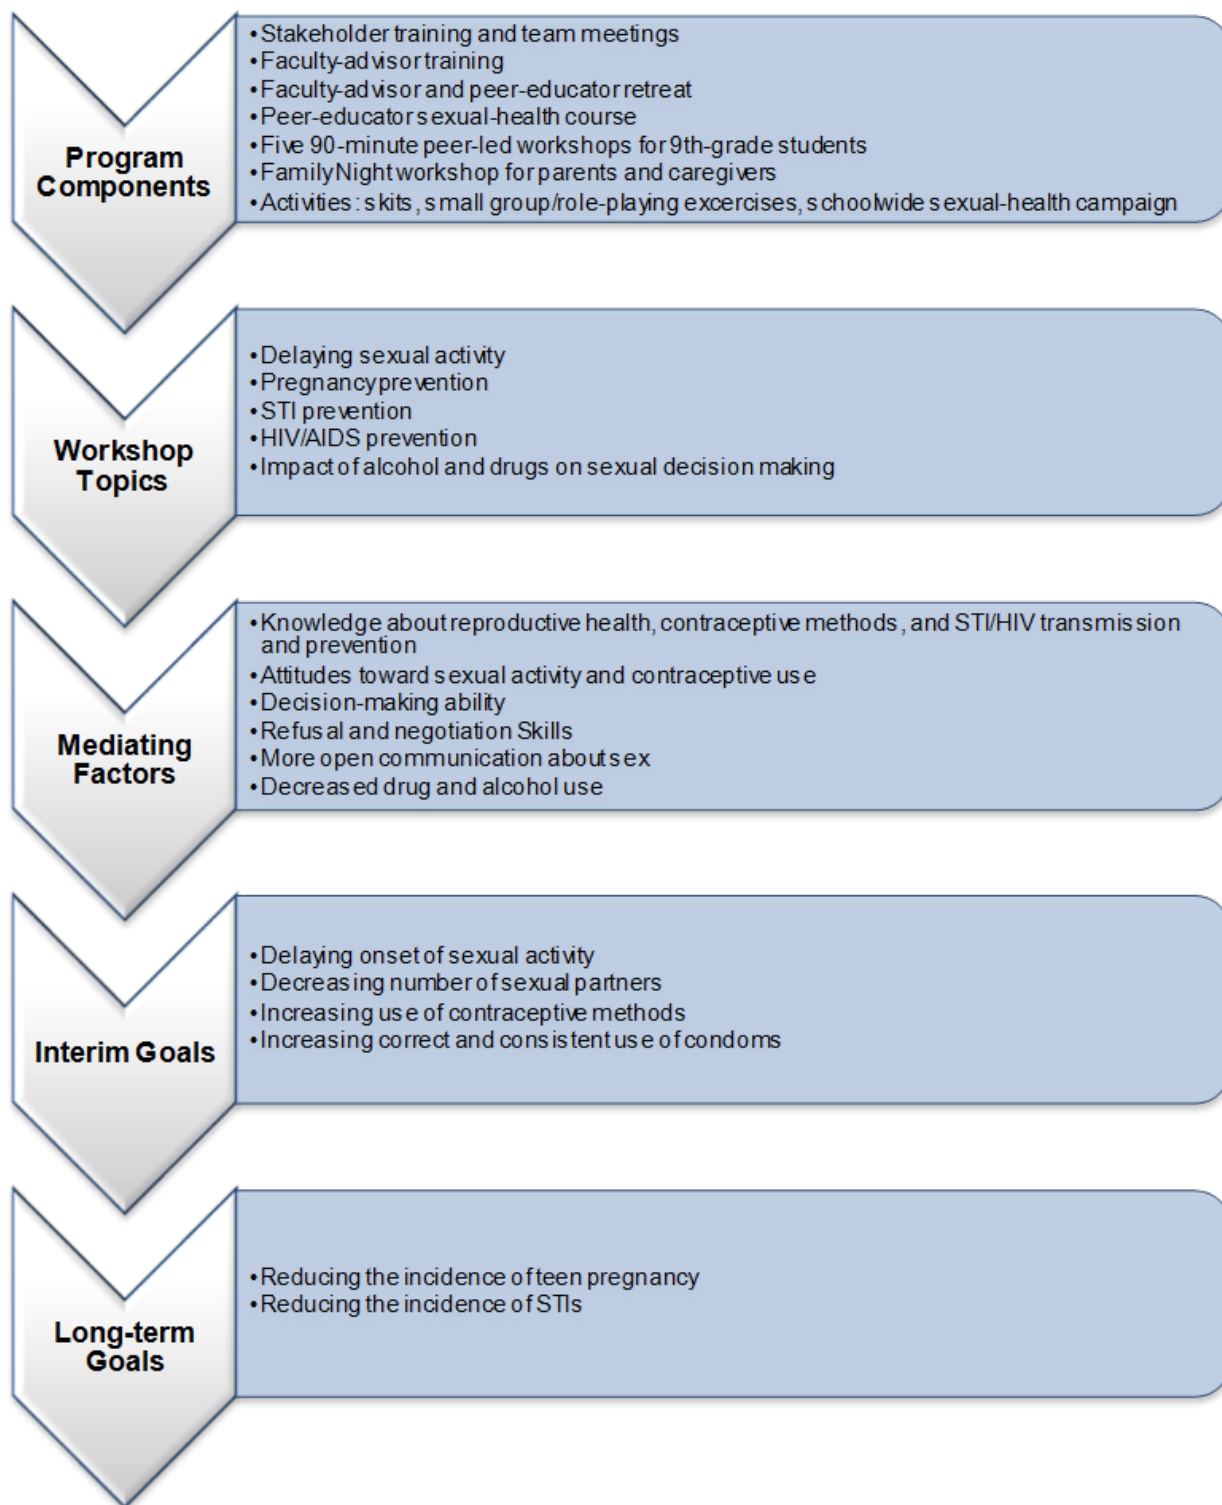 Program
Components
•Stakeholder training and team meetings
•Faculty-advisor training
•Faculty-advisor and peer-educator retreat
•Peer-educator sexual-health course
•Five 90-minute peer-led workshops for 9th-grade students
•Family Night workshop for parents and caregivers
•Activities: skits, small group/role-playing excercises, schoolwide sexual-health campaign
Workshop
Topics
•Delaying sexual activity
•Pregnancy prevention
•STI prevention
•HIV/AIDS prevention
•Impact of alcohol and drugs on sexual decision making
Mediating
Factors
•Knowledge about reproductive health, contraceptive methods, and STI/HIV transmission
and prevention
•Attitudes toward sexual activity and contraceptive use
•Decision-making ability
•Refusal and negotiation Skills
•More open communication about sex
•Decreased drug and alcohol use
Interim Goals
•Delaying onset of sexual activity
•Decreasing number of sexual partners
•Increasing use of contraceptive methods
•Increasing correct and consistent use of condoms
Long-term
Goals
•Reducing the incidence of teen pregnancy
•Reducing the incidence of STIs